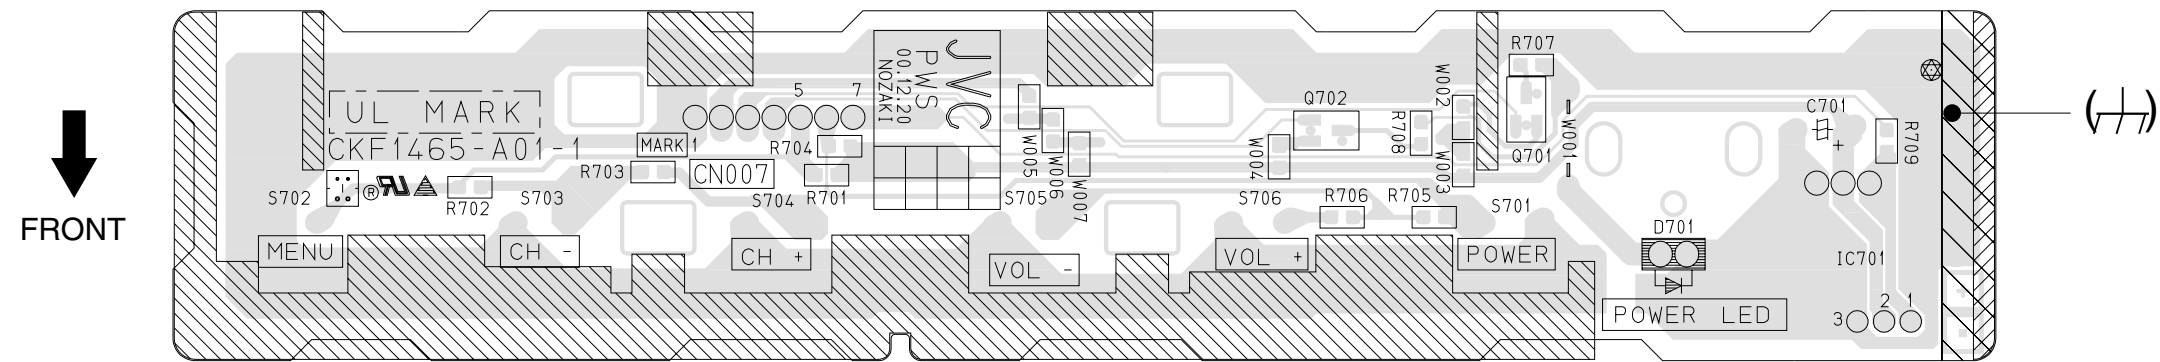 FRONT
UL MARK
CKF1465-A01-1
S702
®
R702
S703
MENU
CH -
5
7
MARK 1
R703
CN007
R704
S704
R701
CH +
JVC
PWS
00.12.20
NOZAKI
W005
W006
W007
S705
VOL -
Q702
W004
S706
R706
VOL +
R708
W002
W003
R705
S701
POWER
R707
Q701
W001
D701
POWER LED
C701
+
R709
IC701
3
2
1